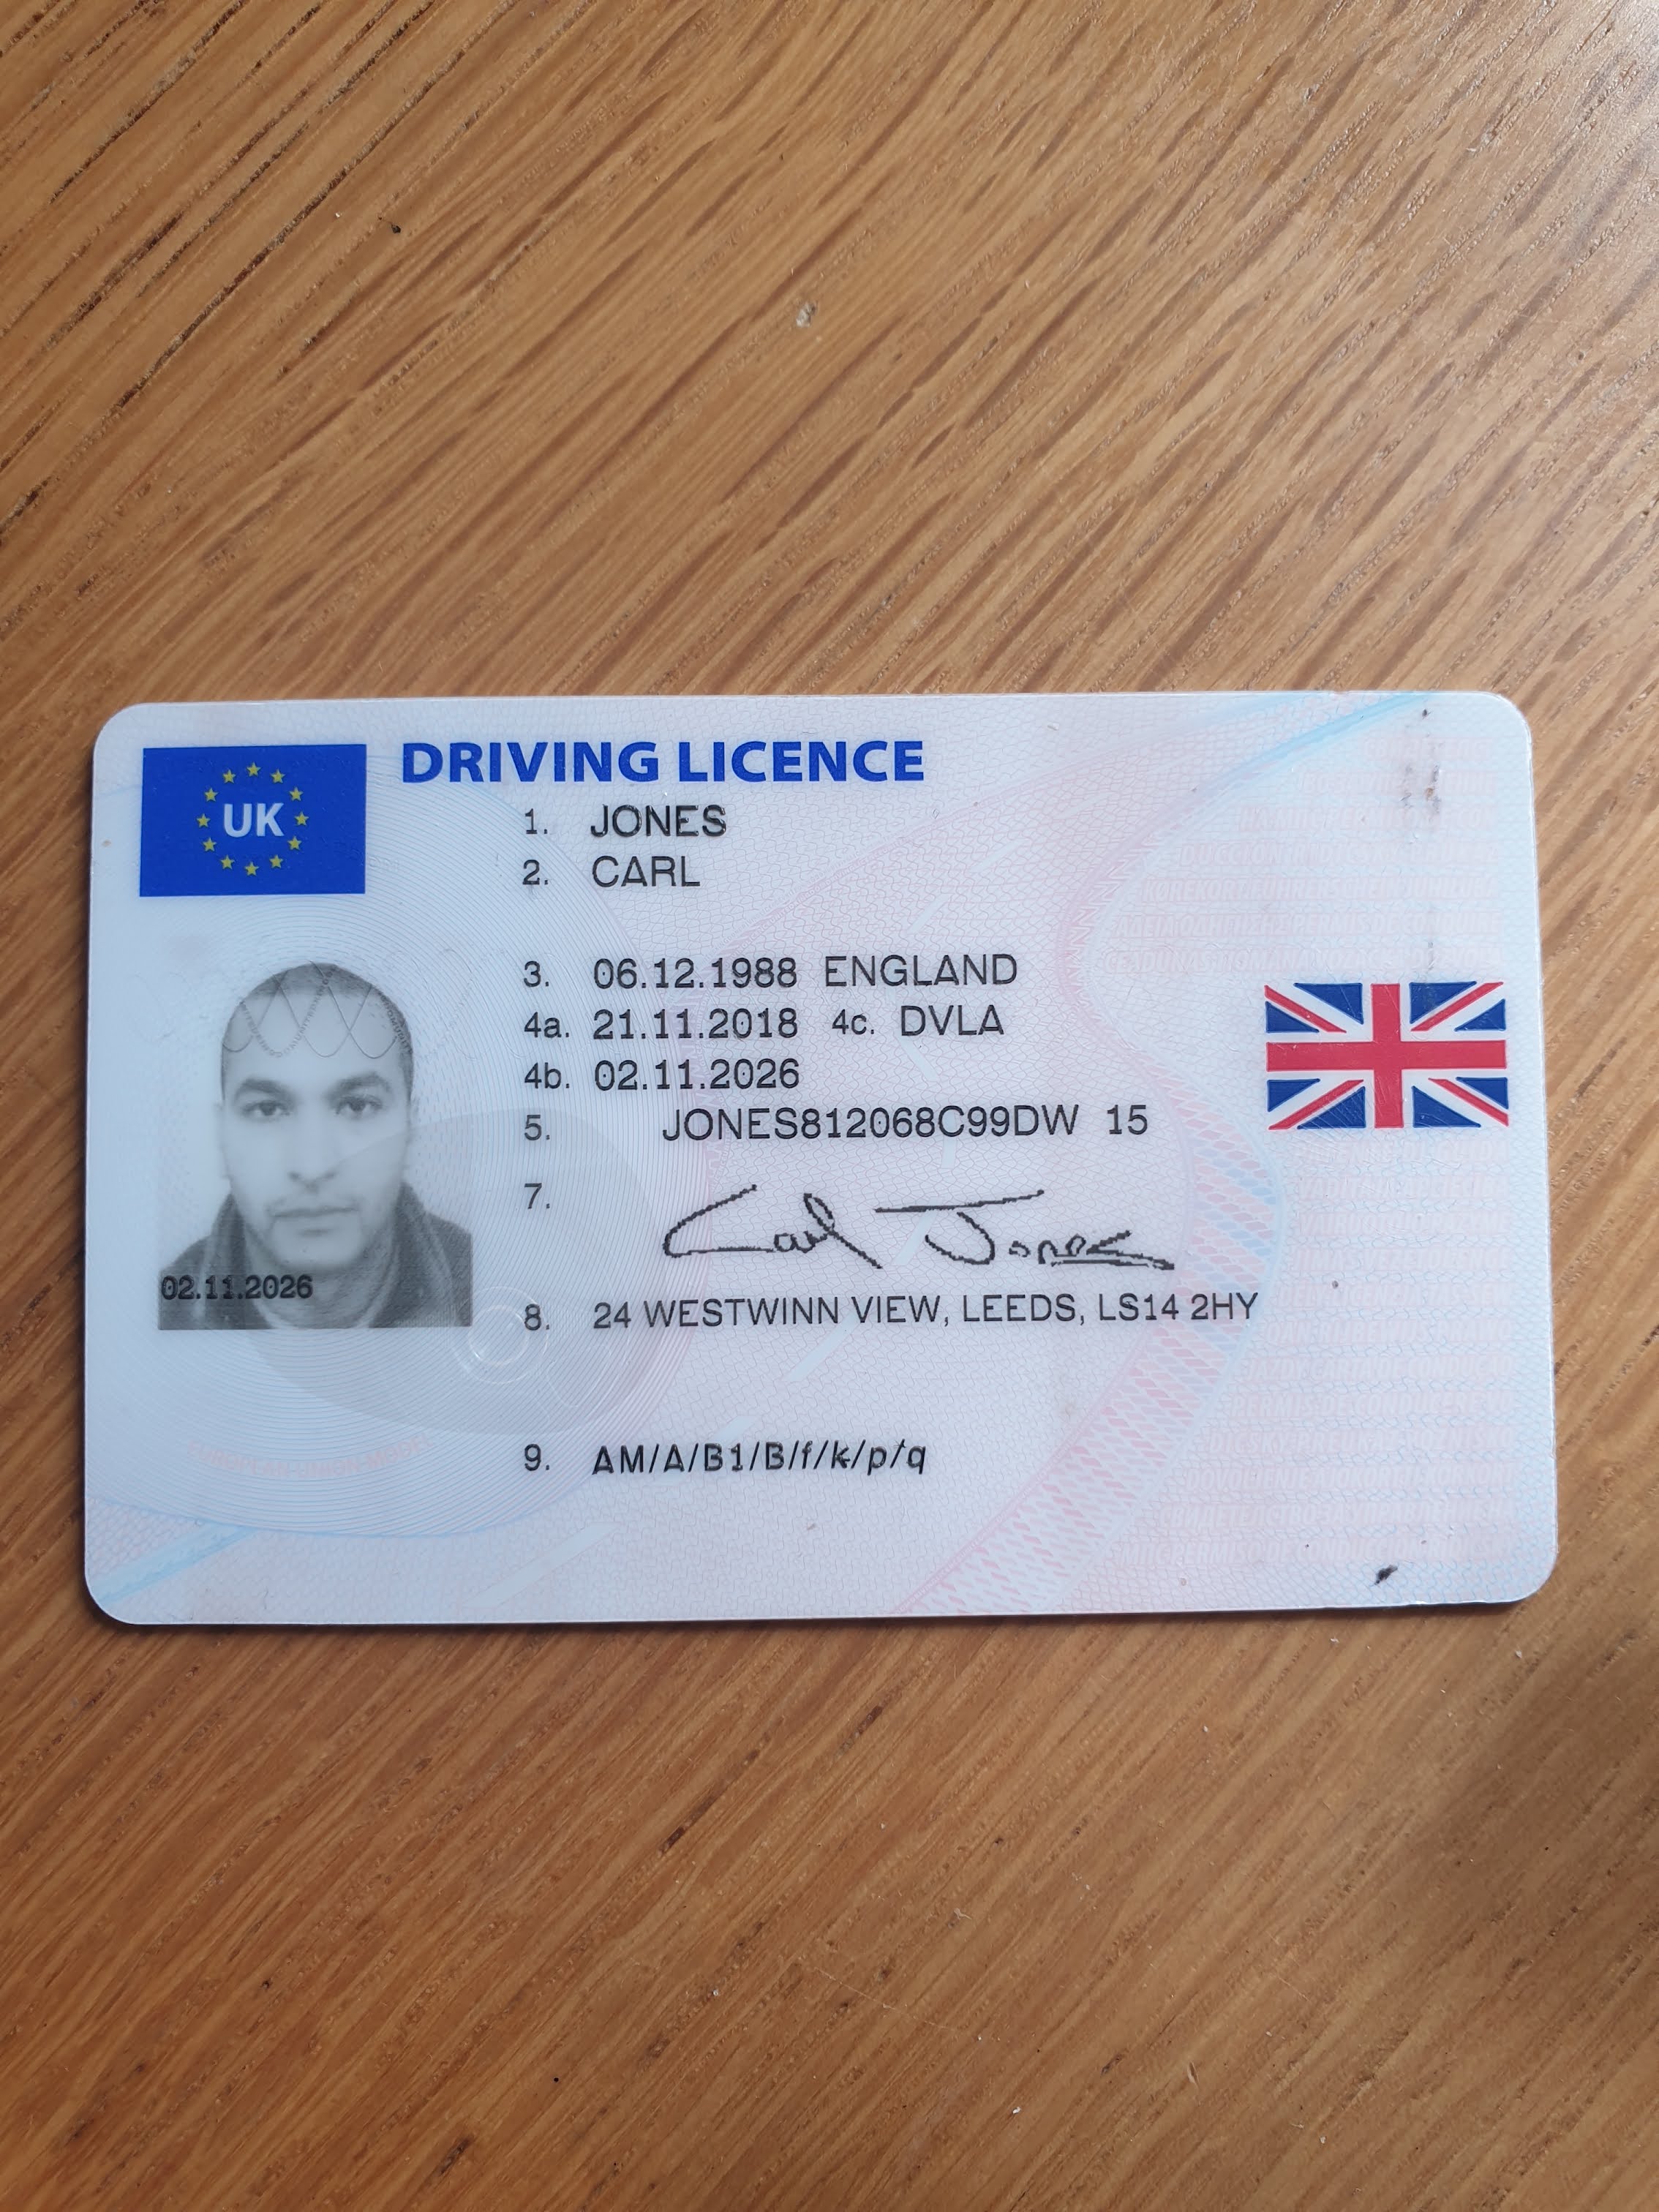 UK
DRIVING LICENCE
1. JONES
2. CARL
3. 06.12.1988 ENGLAND
4a. 21.11.2018 4c. DVLA
4b. 02.11.2026
5. JONES812068C99DW 15
7. Carl Jones
02.11.2026
8. 24 WESTWINN VIEW, LEEDS, LS14 2HY
9. AM/A/B1/B/f/k/p/q